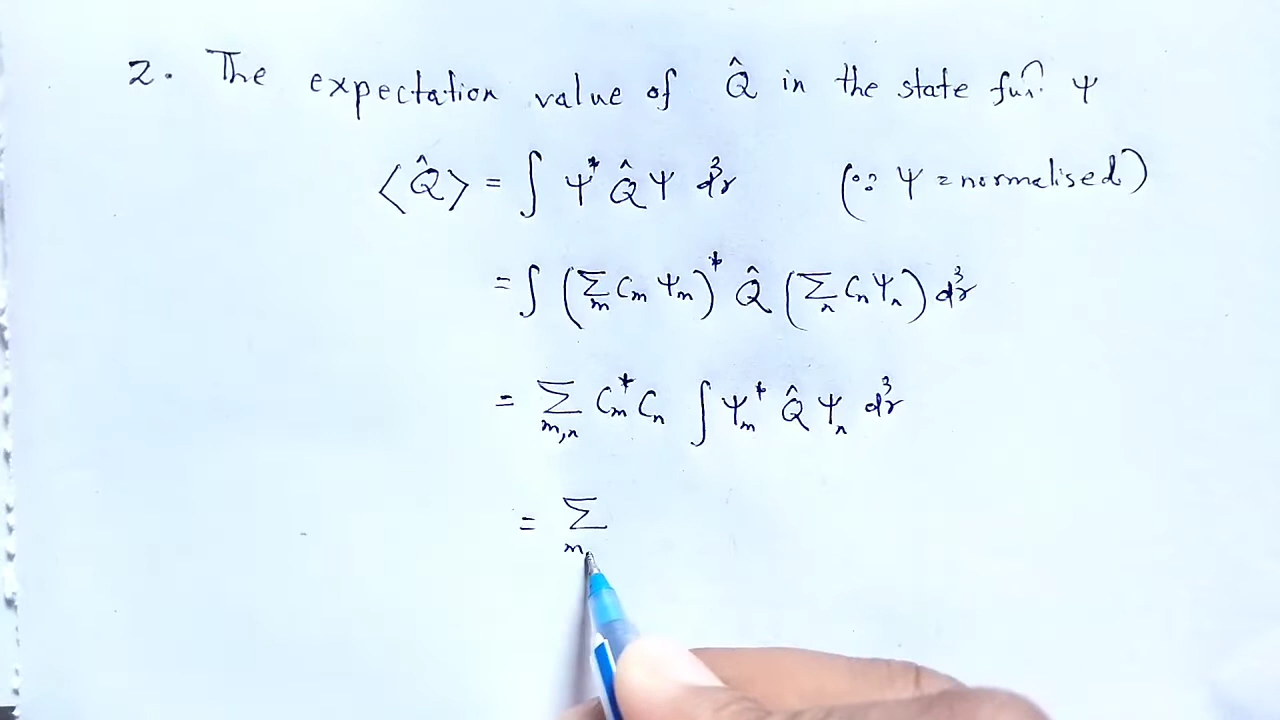 2. The expectation value of Q̂ in the state fun^n ψ
⟨Q̂⟩ = ∫ ψ* Q̂ ψ d³r (∵ ψ = normalised)
= ∫ (Σ_m C_m ψ_m)* Q̂ (Σ_n C_n ψ_n) d³r
= Σ_{m,n} C_m* C_n ∫ ψ_m* Q̂ ψ_n d³r
= Σ_m